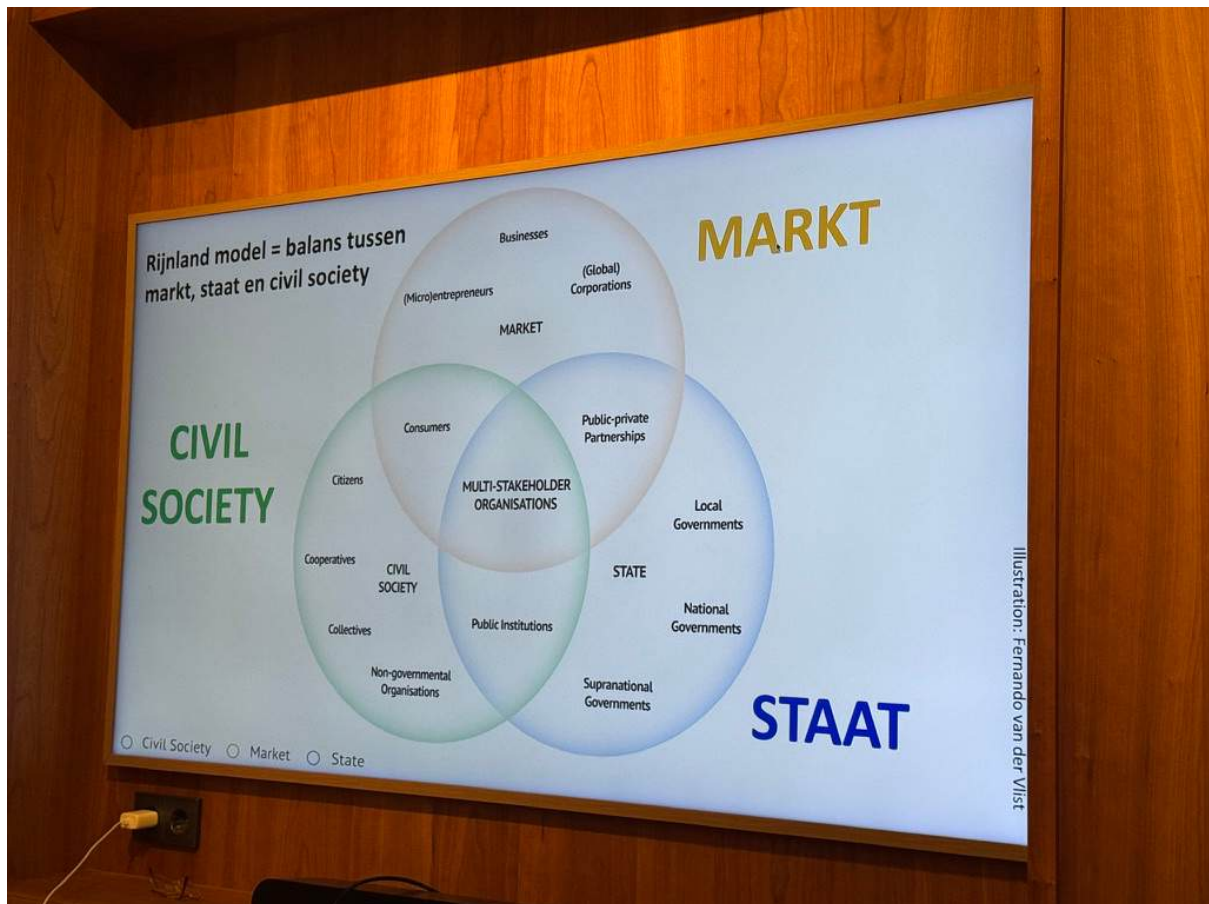 Rijnland model = balans tussen
markt, staat en civil society
MARKT
Businesses
(Global)
Corporations
(Micro)entrepreneurs
MARKET
CIVIL
SOCIETY
Consumers
Public-private
Partnerships
Citizens
MULTI-STAKEHOLDER
ORGANISATIONS
Local
Governments
Cooperatives
CIVIL
SOCIETY
STATE
Collectives
Public Institutions
National
Governments
Non-governmental
Organisations
Supranational
Governments
STAAT
Civil Society
Market
State
Illustration: Fernando van der Vlist